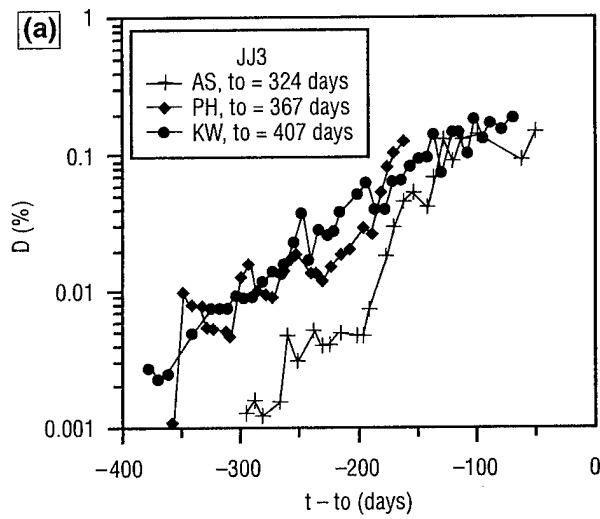 (a)
1
0.1
0.01
0.001
D (%)
JJ3
AS, to = 324 days
PH, to = 367 days
KW, to = 407 days
−400 −300 −200 −100 0
t – to (days)